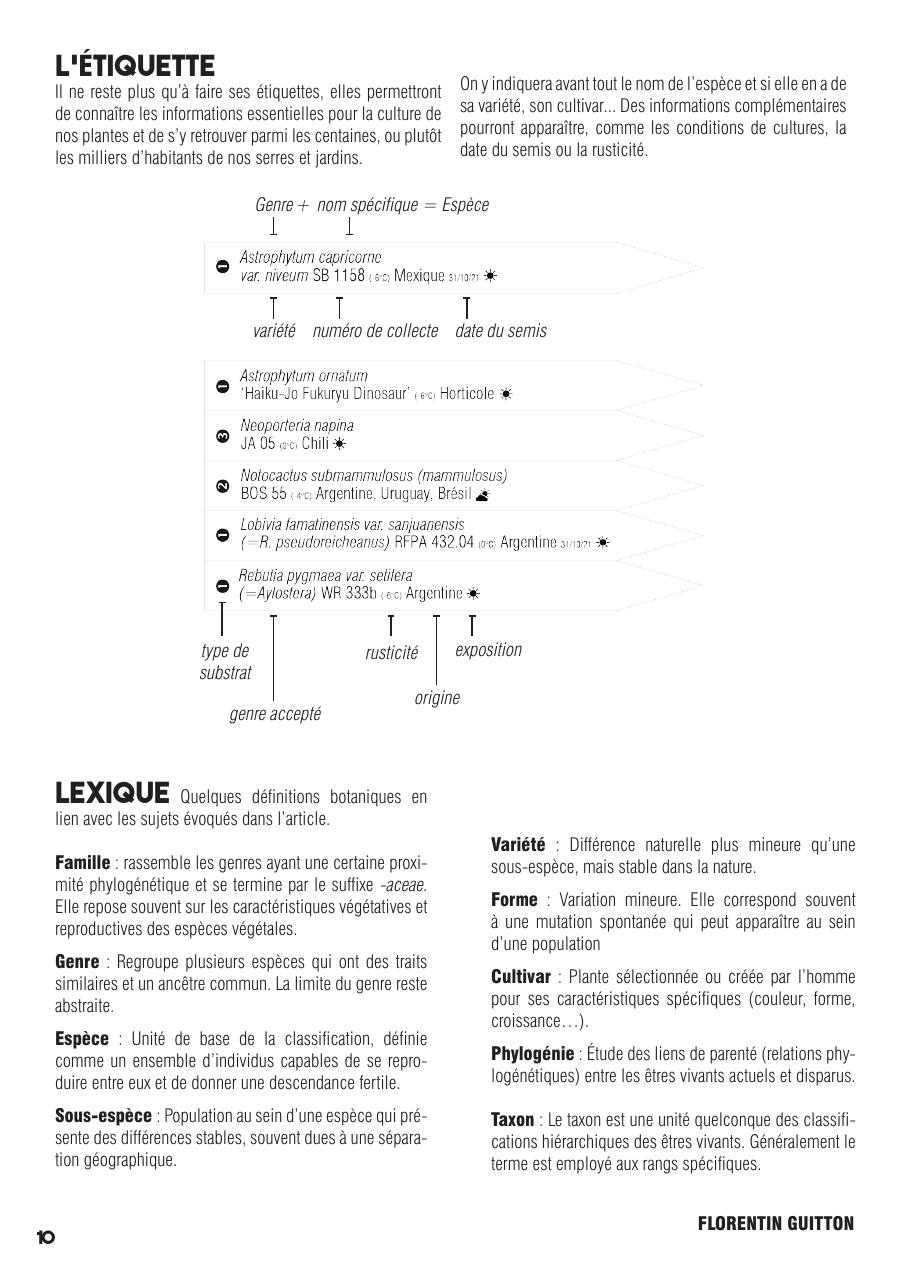 L'ÉTIQUETTE
Il ne reste plus qu’à faire ses étiquettes, elles permettront
de connaître les informations essentielles pour la culture de
nos plantes et de s’y retrouver parmi les centaines, ou plutôt
les milliers d’habitants de nos serres et jardins.
On y indiquera avant tout le nom de l’espèce et si elle en a de
sa variété, son cultivar... Des informations complémentaires
pourront apparaître, comme les conditions de cultures, la
date du semis ou la rusticité.
Genre + nom spécifique = Espèce
1 Astrophytum capricorne
var. niveum SB 1158 (-6°C) Mexique 31/10/21
variété numéro de collecte date du semis
1 Astrophytum ornatum
‘Haiku-Jo Fukuryu Dinosaur’ (-6°C) Horticole
3 Neoporteria napina
JA 05 (0°C) Chili
2 Notocactus submammulosus (mammulosus)
BOS 55 (-4°C) Argentine, Uruguay, Brésil
1 Lobivia famatinensis var. sanjuanensis
(=R. pseudoreicheanus) RFPA 432.04 (0°C) Argentine 31/10/21
1 Rebutia pygmaea var. setifera
(=Aylostera) WR 333b (-6°C) Argentine
type de
substrat
rusticité
exposition
origine
genre accepté
LEXIQUE Quelques définitions botaniques en
lien avec les sujets évoqués dans l’article.
Famille : rassemble les genres ayant une certaine proxi-
mité phylogénétique et se termine par le suffixe -aceae.
Elle repose souvent sur les caractéristiques végétatives et
reproductives des espèces végétales.
Genre : Regroupe plusieurs espèces qui ont des traits
similaires et un ancêtre commun. La limite du genre reste
abstraite.
Espèce : Unité de base de la classification, définie
comme un ensemble d’individus capables de se repro-
duire entre eux et de donner une descendance fertile.
Sous-espèce : Population au sein d’une espèce qui pré-
sente des différences stables, souvent dues à une sépara-
tion géographique.
Variété : Différence naturelle plus mineure qu’une
sous-espèce, mais stable dans la nature.
Forme : Variation mineure. Elle correspond souvent
à une mutation spontanée qui peut apparaître au sein
d’une population
Cultivar : Plante sélectionnée ou créée par l’homme
pour ses caractéristiques spécifiques (couleur, forme,
croissance…).
Phylogénie : Étude des liens de parenté (relations phy-
logénétiques) entre les êtres vivants actuels et disparus.
Taxon : Le taxon est une unité quelconque des classifi-
cations hiérarchiques des êtres vivants. Généralement le
terme est employé aux rangs spécifiques.
FLORENTIN GUITTON
10